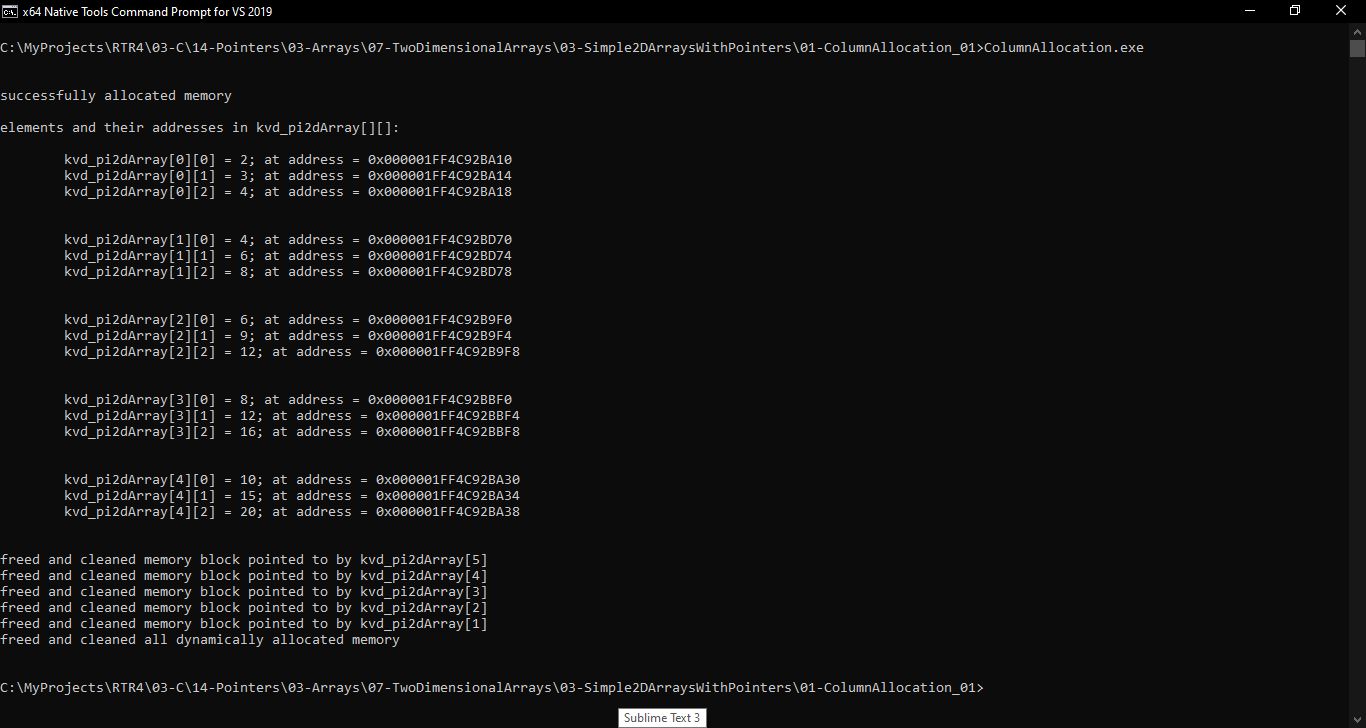 x64 Native Tools Command Prompt for VS 2019
C:\MyProjects\RTR4\03-C\14-Pointers\03-Arrays\07-TwoDimensionalArrays\03-Simple2DArraysWithPointers\01-ColumnAllocation_01>ColumnAllocation.exe
successfully allocated memory
elements and their addresses in kvd_pi2dArray[][]:
kvd_pi2dArray[0][0] = 2; at address = 0x000001FF4C92BA10
kvd_pi2dArray[0][1] = 3; at address = 0x000001FF4C92BA14
kvd_pi2dArray[0][2] = 4; at address = 0x000001FF4C92BA18
kvd_pi2dArray[1][0] = 4; at address = 0x000001FF4C92BD70
kvd_pi2dArray[1][1] = 6; at address = 0x000001FF4C92BD74
kvd_pi2dArray[1][2] = 8; at address = 0x000001FF4C92BD78
kvd_pi2dArray[2][0] = 6; at address = 0x000001FF4C92B9F0
kvd_pi2dArray[2][1] = 9; at address = 0x000001FF4C92B9F4
kvd_pi2dArray[2][2] = 12; at address = 0x000001FF4C92B9F8
kvd_pi2dArray[3][0] = 8; at address = 0x000001FF4C92BBF0
kvd_pi2dArray[3][1] = 12; at address = 0x000001FF4C92BBF4
kvd_pi2dArray[3][2] = 16; at address = 0x000001FF4C92BBF8
kvd_pi2dArray[4][0] = 10; at address = 0x000001FF4C92BA30
kvd_pi2dArray[4][1] = 15; at address = 0x000001FF4C92BA34
kvd_pi2dArray[4][2] = 20; at address = 0x000001FF4C92BA38
freed and cleaned memory block pointed to by kvd_pi2dArray[5]
freed and cleaned memory block pointed to by kvd_pi2dArray[4]
freed and cleaned memory block pointed to by kvd_pi2dArray[3]
freed and cleaned memory block pointed to by kvd_pi2dArray[2]
freed and cleaned memory block pointed to by kvd_pi2dArray[1]
freed and cleaned all dynamically allocated memory
C:\MyProjects\RTR4\03-C\14-Pointers\03-Arrays\07-TwoDimensionalArrays\03-Simple2DArraysWithPointers\01-ColumnAllocation_01>
Sublime Text 3